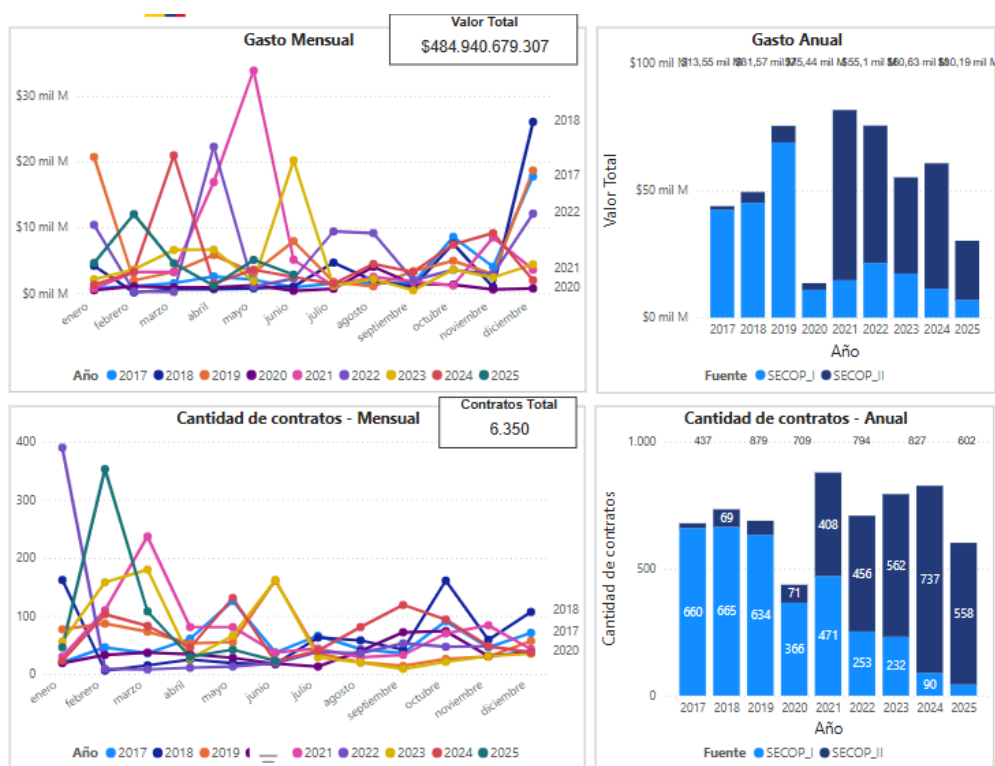 Gasto Mensual
Valor Total
$484.940.679.307
$30 mil M
$20 mil M
$10 mil M
$0 mil M
2018
2017
2022
2021
2020
enero
febrero
marzo
abril
mayo
junio
julio
agosto
septiembre
octubre
noviembre
diciembre
Año 2017 2018 2019 2020 2021 2022 2023 2024 2025
Gasto Anual
$100 mil M
$50 mil M
$0 mil M
Valor Total
2017 2018 2019 2020 2021 2022 2023 2024 2025
Año
Fuente SECOP_I SECOP_II
Cantidad de contratos - Mensual
Contratos Total
6.350
400
300
200
100
0
2018
2017
2020
enero
febrero
marzo
abril
mayo
junio
julio
agosto
septiembre
octubre
noviembre
diciembre
Año 2017 2018 2019 2021 2022 2023 2024 2025
Cantidad de contratos - Anual
1.000
437 879 709 794 827 602
500
0
Cantidad de contratos
69
408
71
456
562
737
558
660
665
634
366
471
253
232
90
2017 2018 2019 2020 2021 2022 2023 2024 2025
Año
Fuente SECOP_I SECOP_II